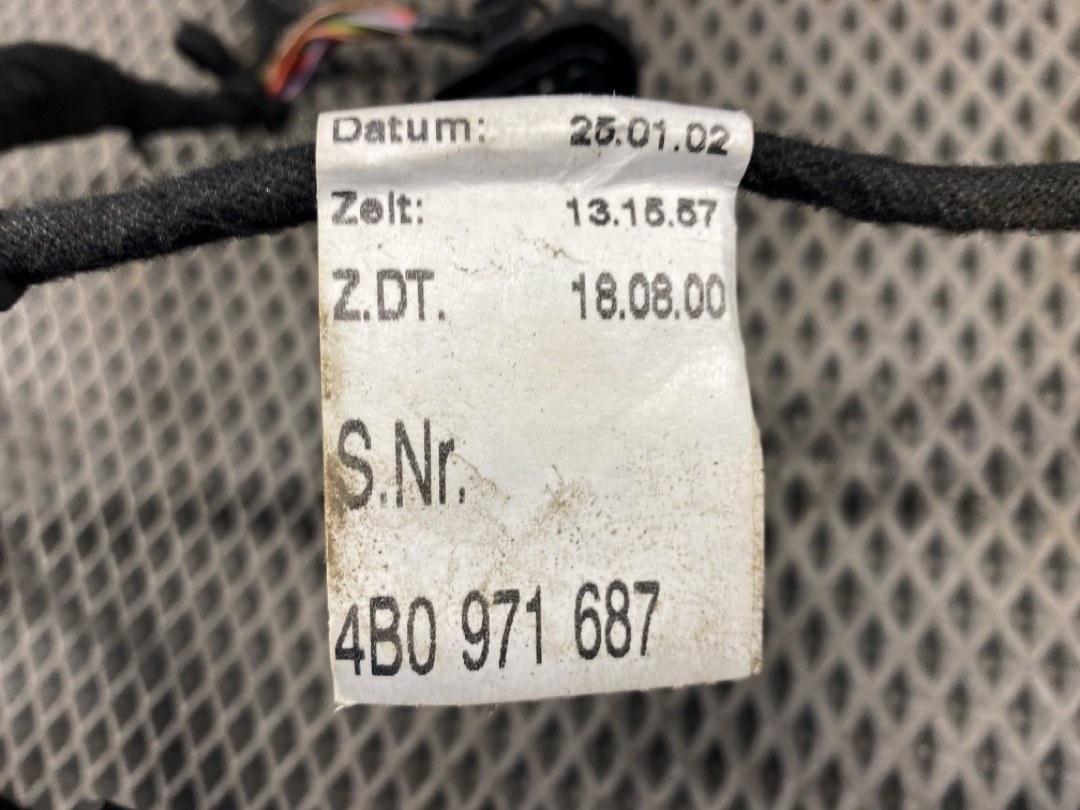 Datum: 25.01.02
Zeit: 13.15.57
Z.DT. 18.08.00
S.Nr.
4B0 971 687